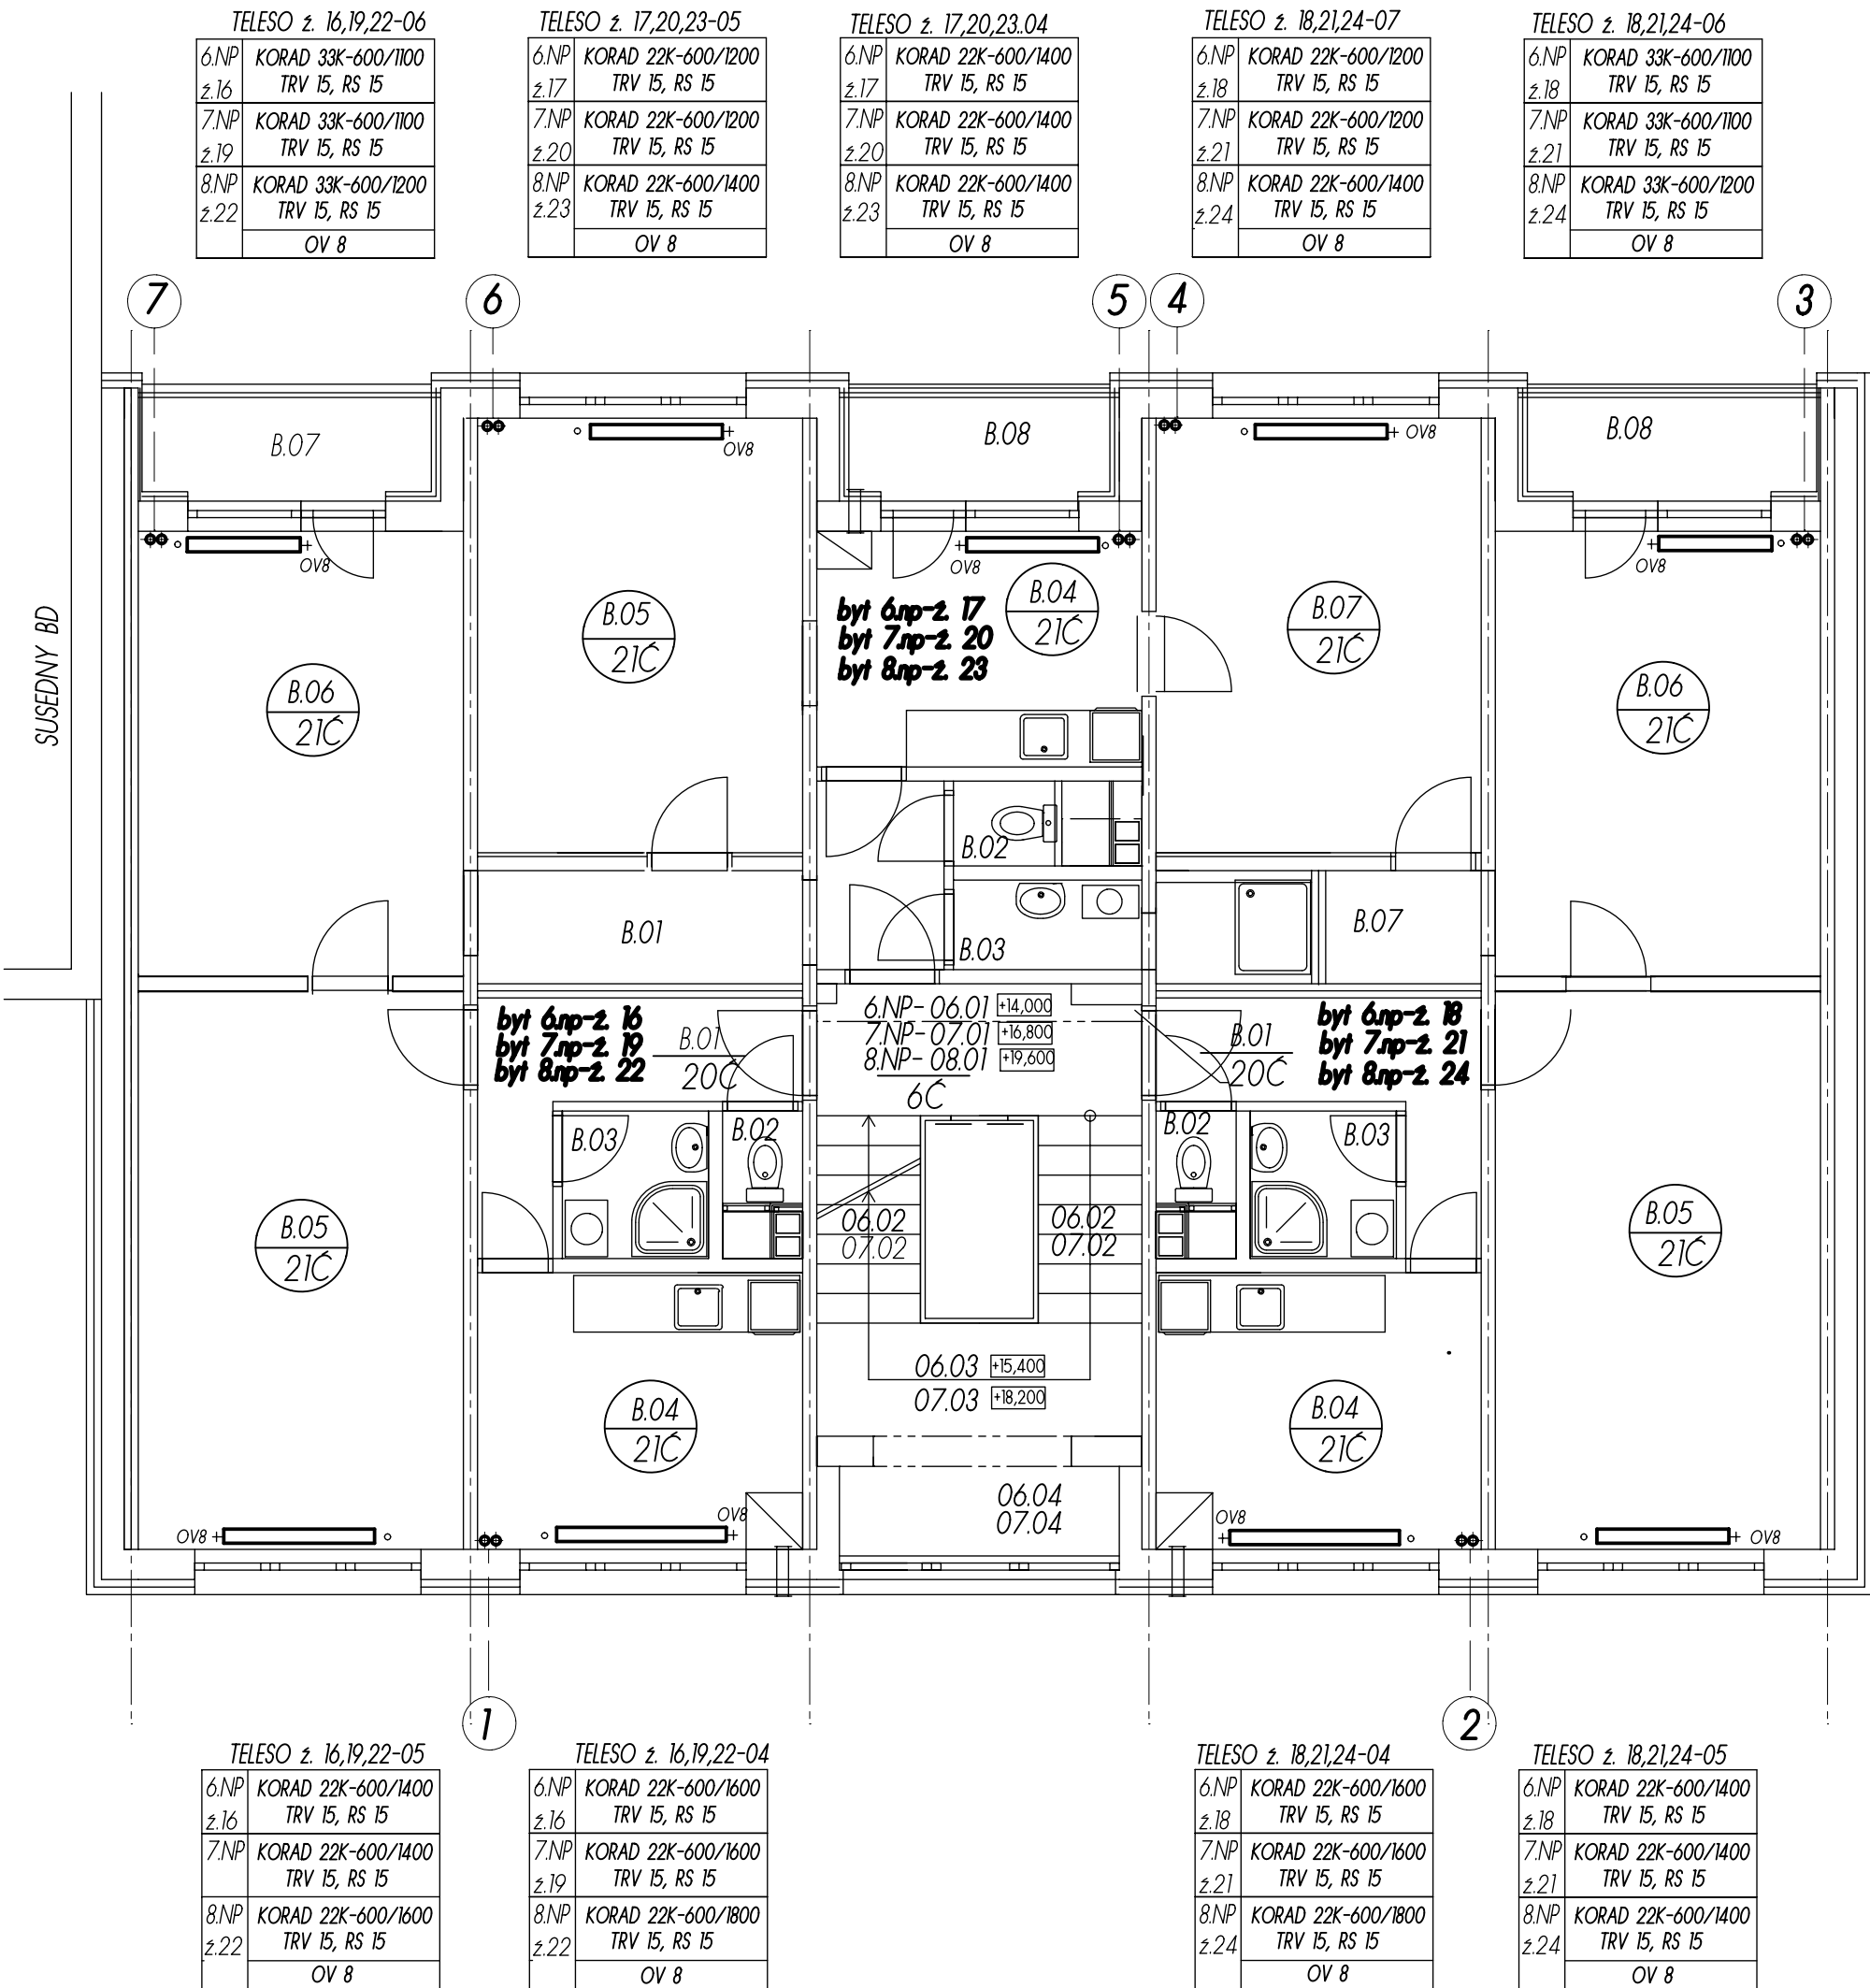 TELESO ż. 16,19,22-06
6.NP KORAD 33K-600/1100
ż.16 TRV 15, RS 15
7.NP KORAD 33K-600/1100
ż.19 TRV 15, RS 15
8.NP KORAD 33K-600/1200
ż.22 TRV 15, RS 15
OV 8
TELESO ż. 17,20,23-05
6.NP KORAD 22K-600/1200
ż.17 TRV 15, RS 15
7.NP KORAD 22K-600/1200
ż.20 TRV 15, RS 15
8.NP KORAD 22K-600/1400
ż.23 TRV 15, RS 15
OV 8
TELESO ż. 17,20,23..04
6.NP KORAD 22K-600/1400
ż.17 TRV 15, RS 15
7.NP KORAD 22K-600/1400
ż.20 TRV 15, RS 15
8.NP KORAD 22K-600/1400
ż.23 TRV 15, RS 15
OV 8
TELESO ż. 18,21,24-07
6.NP KORAD 22K-600/1200
ż.18 TRV 15, RS 15
7.NP KORAD 22K-600/1200
ż.21 TRV 15, RS 15
8.NP KORAD 22K-600/1400
ż.24 TRV 15, RS 15
OV 8
TELESO ż. 18,21,24-06
6.NP KORAD 33K-600/1100
ż.18 TRV 15, RS 15
7.NP KORAD 33K-600/1100
ż.21 TRV 15, RS 15
8.NP KORAD 33K-600/1200
ż.24 TRV 15, RS 15
OV 8
7
6
5
4
3
SUSEDNY BD
B.07
OV8
B.08
OV8
B.08
OV8
OV8
OV8
B.05
21Ć
byt 6.np-ż. 17
byt 7.np-ż. 20
byt 8.np-ż. 23
B.04
21Ć
B.07
21Ć
B.06
21Ć
B.06
21Ć
B.02
B.01
B.03
B.07
byt 6.np-ż. 16
byt 7.np-ż. 19
byt 8.np-ż. 22
B.01
20Ć
6.NP- 06.01 +14,000
7.NP- 07.01 +16,800
8.NP- 08.01 +19,600
6Ć
B.01
20Ć
byt 6.np-ż. 18
byt 7.np-ż. 21
byt 8.np-ż. 24
B.03
B.02
B.02
B.03
B.05
21Ć
06.02
07.02
06.02
07.02
B.05
21Ć
06.03 +15,400
07.03 +18,200
B.04
21Ć
B.04
21Ć
06.04
07.04
OV8
OV8
OV8
OV8
1
2
TELESO ż. 16,19,22-05
6.NP KORAD 22K-600/1400
ż.16 TRV 15, RS 15
7.NP KORAD 22K-600/1400
TRV 15, RS 15
8.NP KORAD 22K-600/1600
ż.22 TRV 15, RS 15
OV 8
TELESO ż. 16,19,22-04
6.NP KORAD 22K-600/1600
ż.16 TRV 15, RS 15
7.NP KORAD 22K-600/1600
ż.19 TRV 15, RS 15
8.NP KORAD 22K-600/1800
ż.22 TRV 15, RS 15
OV 8
TELESO ż. 18,21,24-04
6.NP KORAD 22K-600/1600
ż.18 TRV 15, RS 15
7.NP KORAD 22K-600/1600
ż.21 TRV 15, RS 15
8.NP KORAD 22K-600/1800
ż.24 TRV 15, RS 15
OV 8
TELESO ż. 18,21,24-05
6.NP KORAD 22K-600/1400
ż.18 TRV 15, RS 15
7.NP KORAD 22K-600/1400
ż.21 TRV 15, RS 15
8.NP KORAD 22K-600/1400
ż.24 TRV 15, RS 15
OV 8